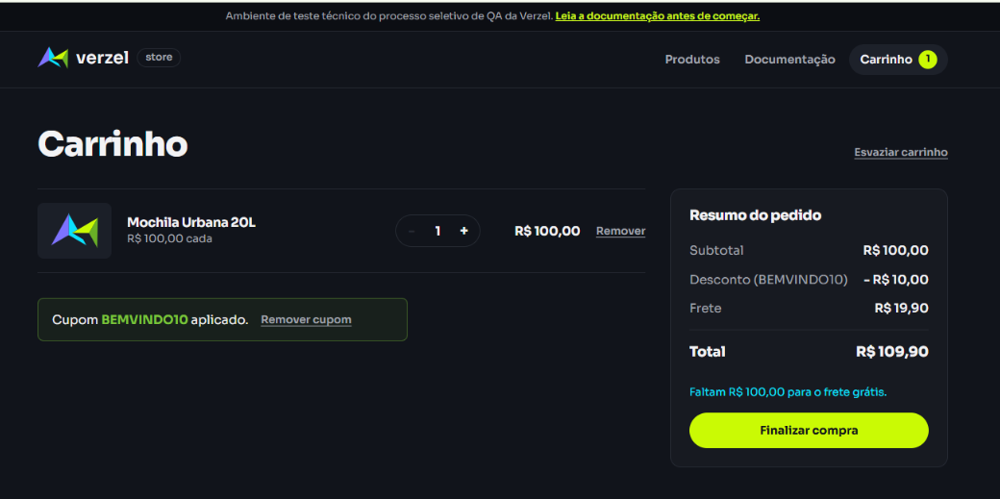 Ambiente de teste técnico do processo seletivo de QA da Verzel. Leia a documentação antes de começar.
verzel store
Produtos Documentação Carrinho 1
Carrinho
Esvaziar carrinho
Mochila Urbana 20L
R$ 100,00 cada
− 1 + R$ 100,00 Remover
Cupom BEMVINDO10 aplicado. Remover cupom
Resumo do pedido
Subtotal R$ 100,00
Desconto (BEMVINDO10) − R$ 10,00
Frete R$ 19,90
Total R$ 109,90
Faltam R$ 100,00 para o frete grátis.
Finalizar compra